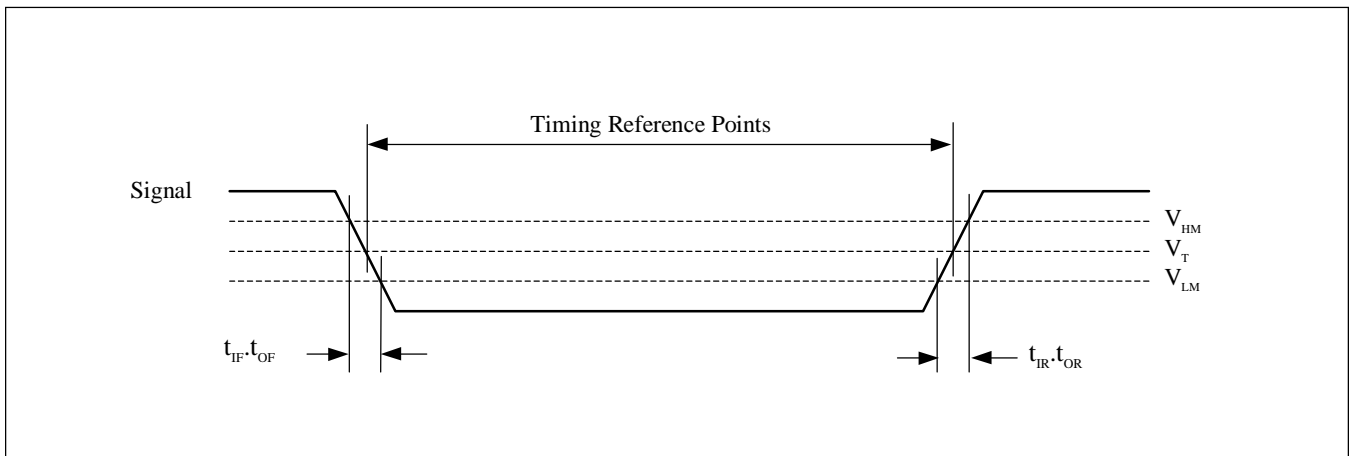 Timing Reference Points
Signal
V_HM
V_T
V_LM
t_IF.t_OF
t_IR.t_OR